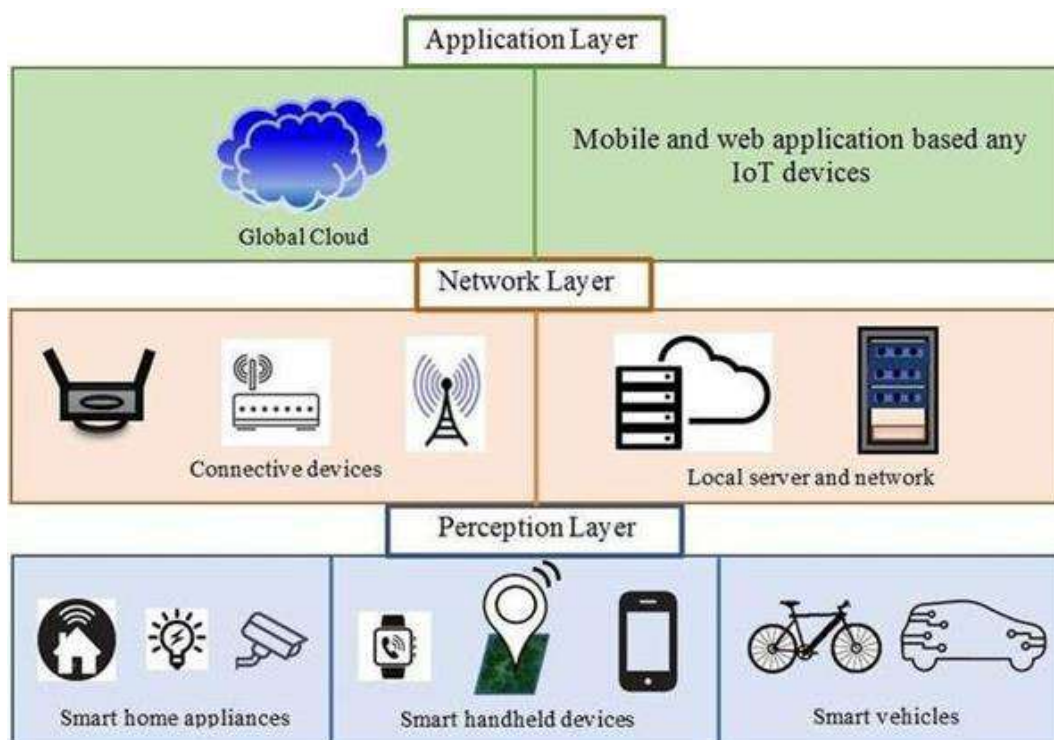 Application Layer
Global Cloud
Mobile and web application based any
IoT devices
Network Layer
Connective devices
Local server and network
Perception Layer
Smart home appliances
Smart handheld devices
Smart vehicles